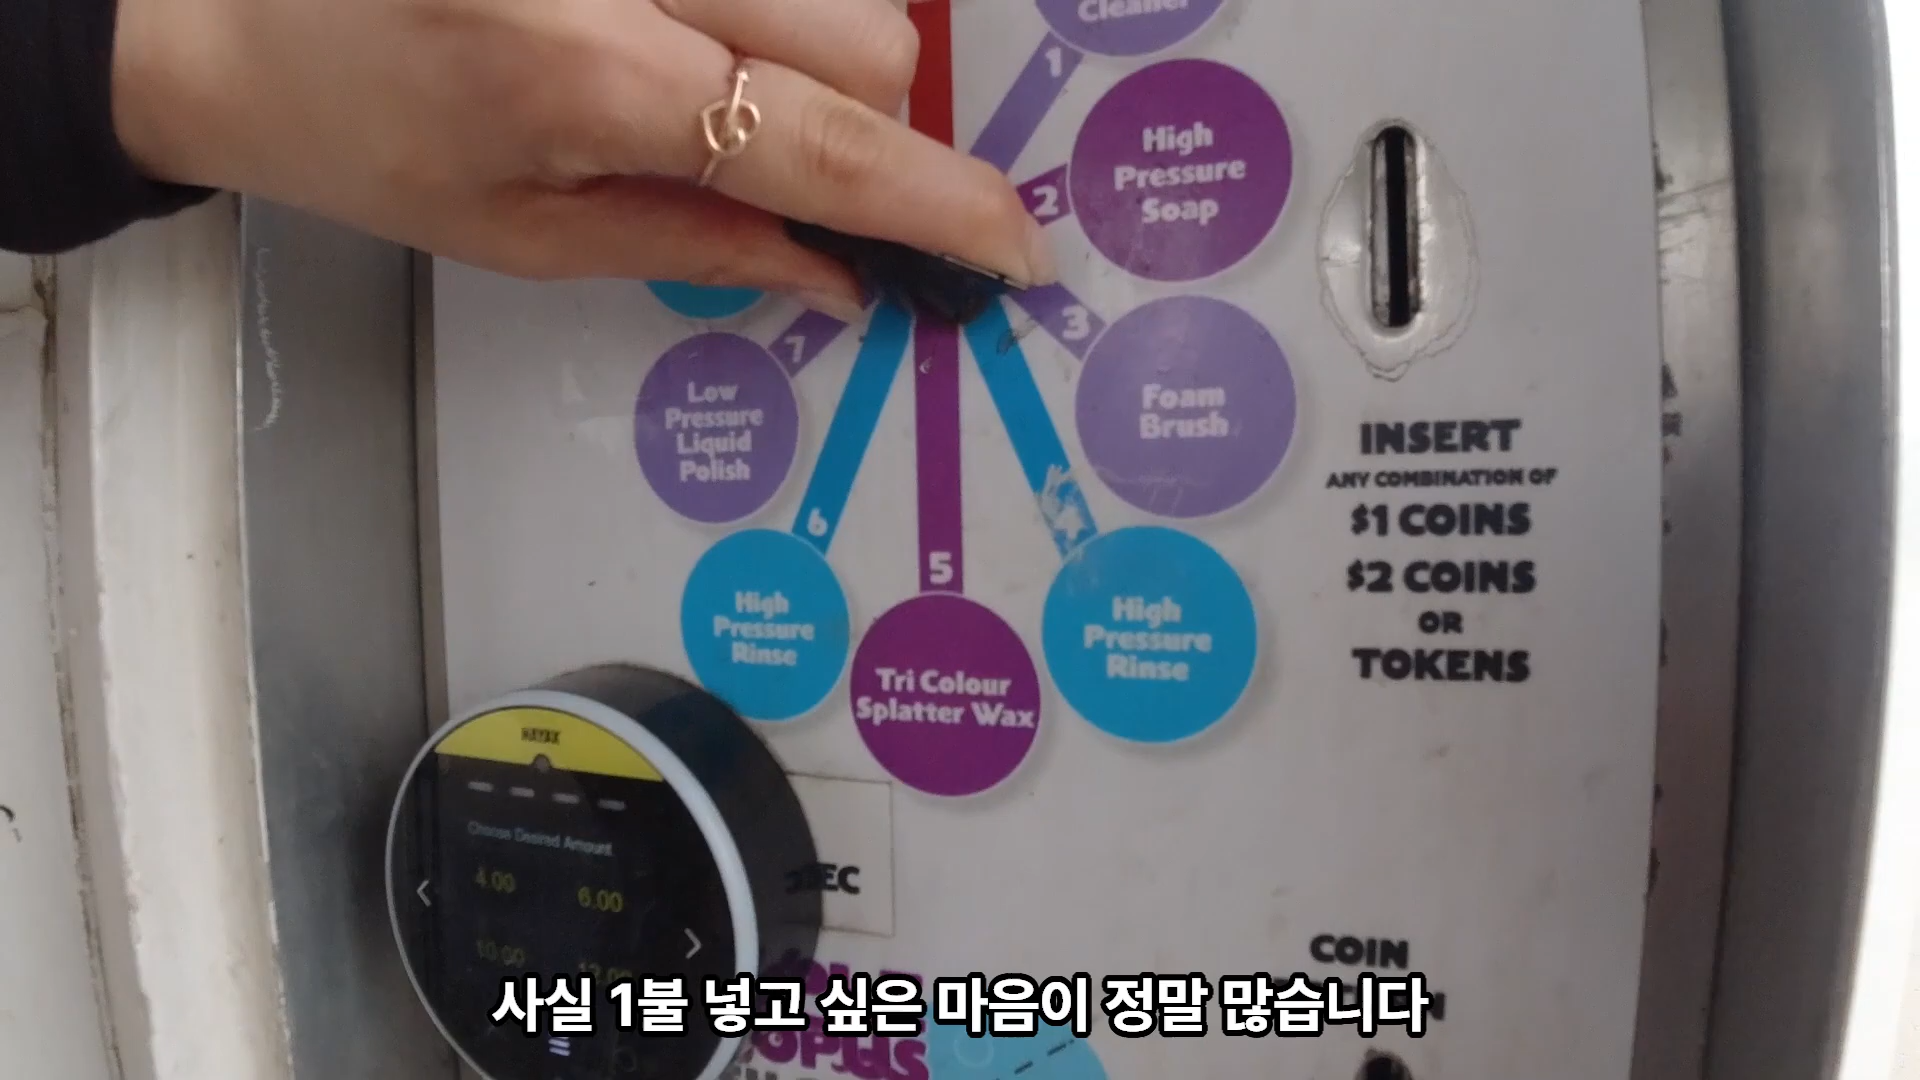 Cleaner
1
High
Pressure
Soap
2
3
Foam
Brush
7
Low
Pressure
Liquid
Polish
6
High
Pressure
Rinse
5
Tri Colour
Splatter Wax
High
Pressure
Rinse
INSERT
ANY COMBINATION OF
$1 COINS
$2 COINS
OR
TOKENS
NAYAX
Choose Desired Amount
4.00
6.00
10.00
COIN
사실 1불 넣고 싶은 마음이 정말 많습니다